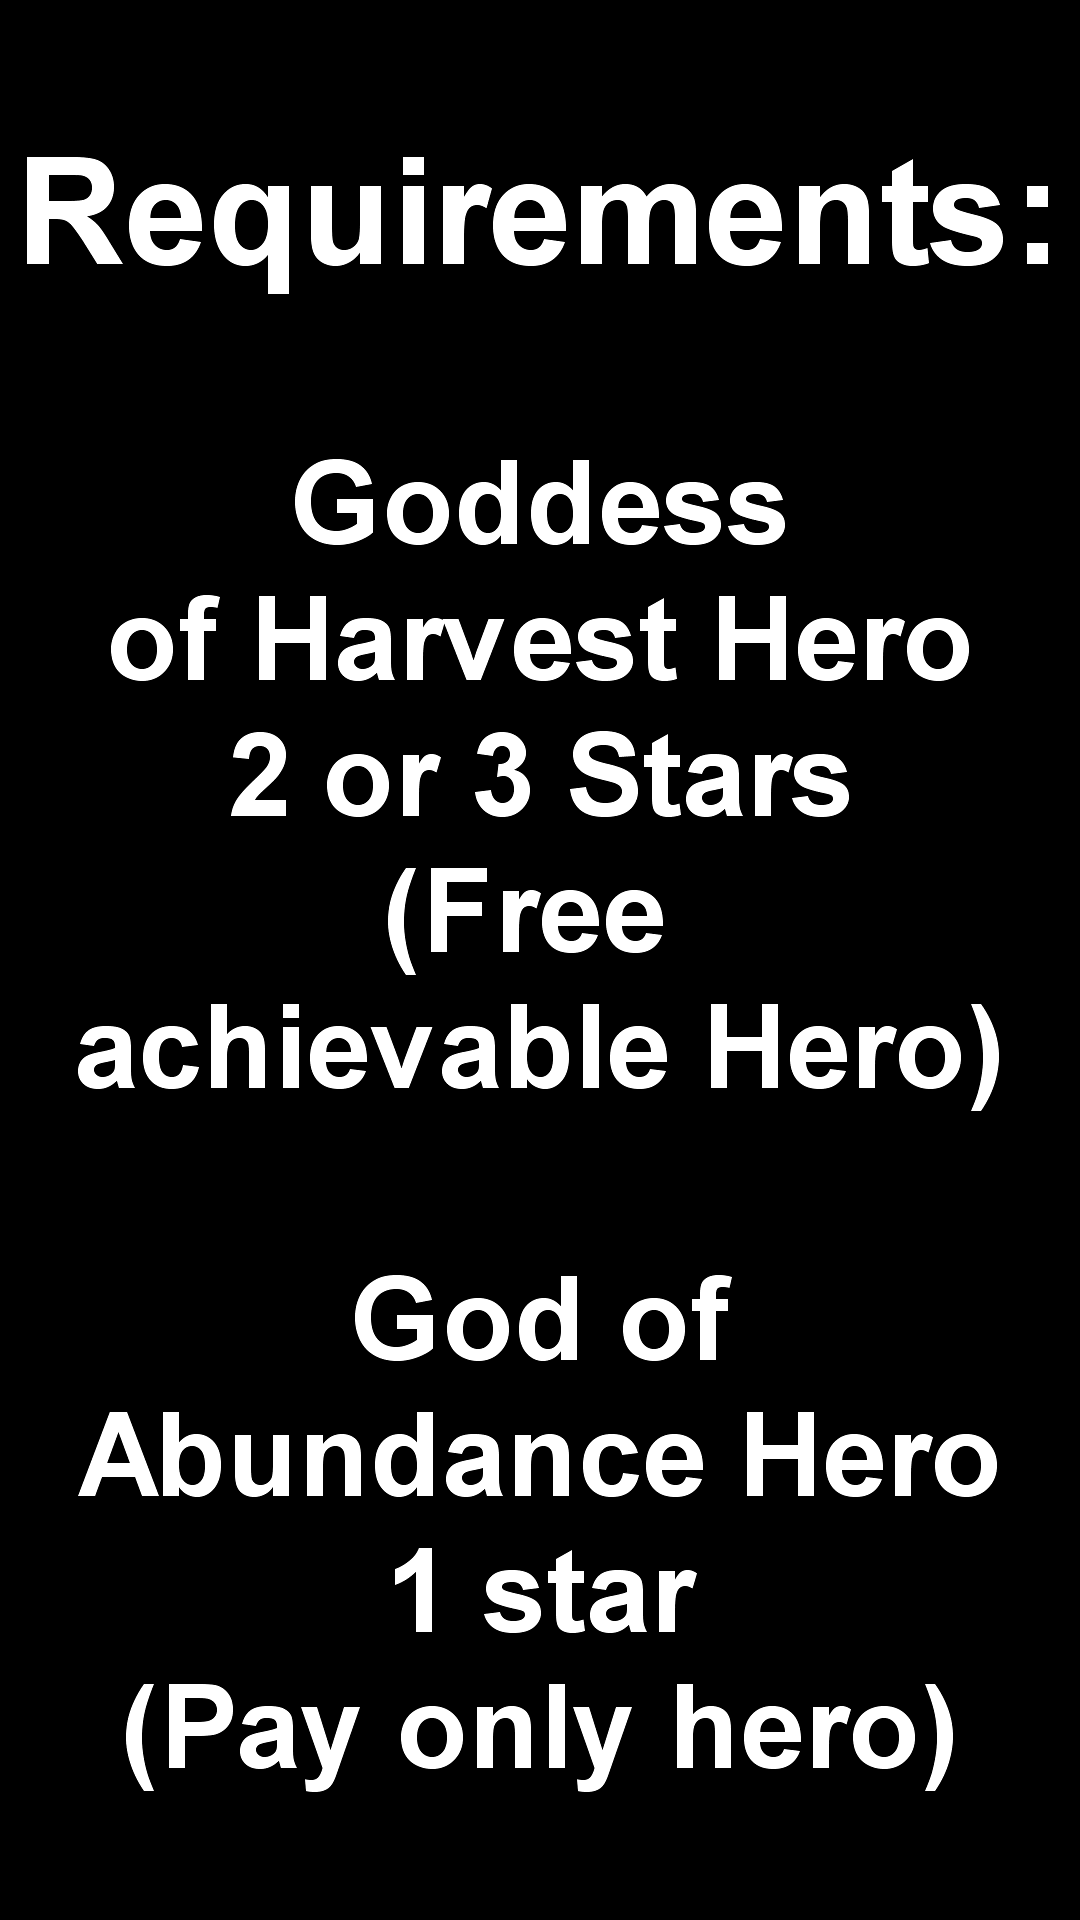 Requirements:
Goddess
of Harvest Hero
2 or 3 Stars
(Free
achievable Hero)
God of
Abundance Hero
1 star
(Pay only hero)